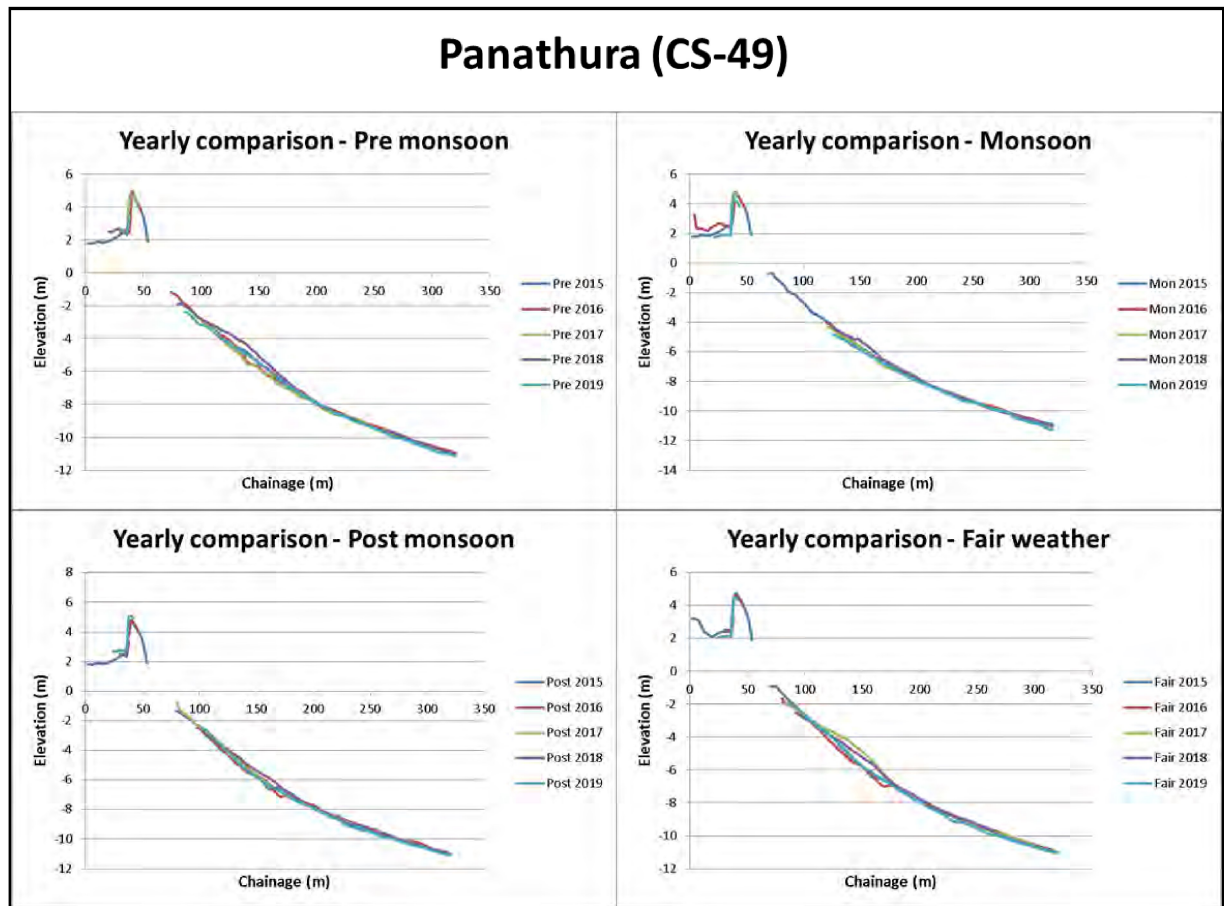 Panathura (CS-49)
Yearly comparison - Pre monsoon
6
4
2
0
-2
-4
-6
-8
-10
-12
0 50 100 150 200 250 300 350
Elevation (m)
Chainage (m)
Pre 2015
Pre 2016
Pre 2017
Pre 2018
Pre 2019
Yearly comparison - Monsoon
6
4
2
0
-2
-4
-6
-8
-10
-12
-14
0 50 100 150 200 250 300 350
Elevation (m)
Chainage (m)
Mon 2015
Mon 2016
Mon 2017
Mon 2018
Mon 2019
Yearly comparison - Post monsoon
8
6
4
2
0
-2
-4
-6
-8
-10
-12
0 50 100 150 200 250 300 350
Elevation (m)
Chainage (m)
Post 2015
Post 2016
Post 2017
Post 2018
Post 2019
Yearly comparison - Fair weather
6
4
2
0
-2
-4
-6
-8
-10
-12
0 50 100 150 200 250 300 350
Elevation (m)
Chainage (m)
Fair 2015
Fair 2016
Fair 2017
Fair 2018
Fair 2019